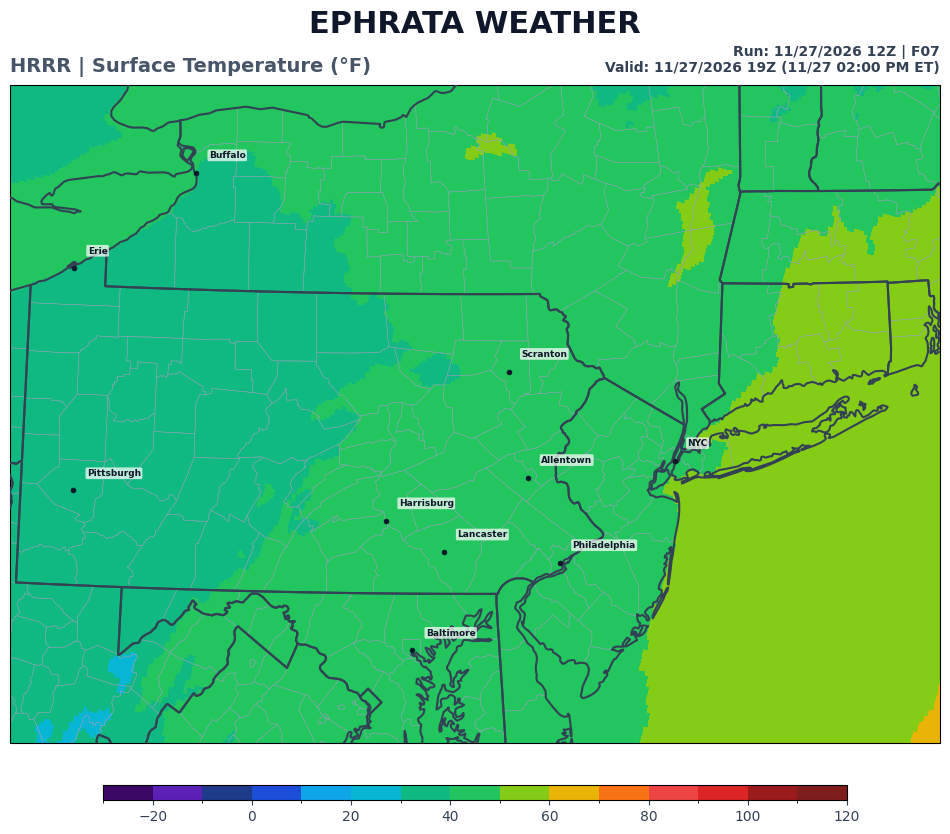 EPHRATA WEATHER
HRRR | Surface Temperature (°F)
Run: 11/27/2026 12Z | F07
Valid: 11/27/2026 19Z (11/27 02:00 PM ET)
Buffalo
Erie
Scranton
NYC
Allentown
Pittsburgh
Harrisburg
Lancaster
Philadelphia
Baltimore
−20 0 20 40 60 80 100 120